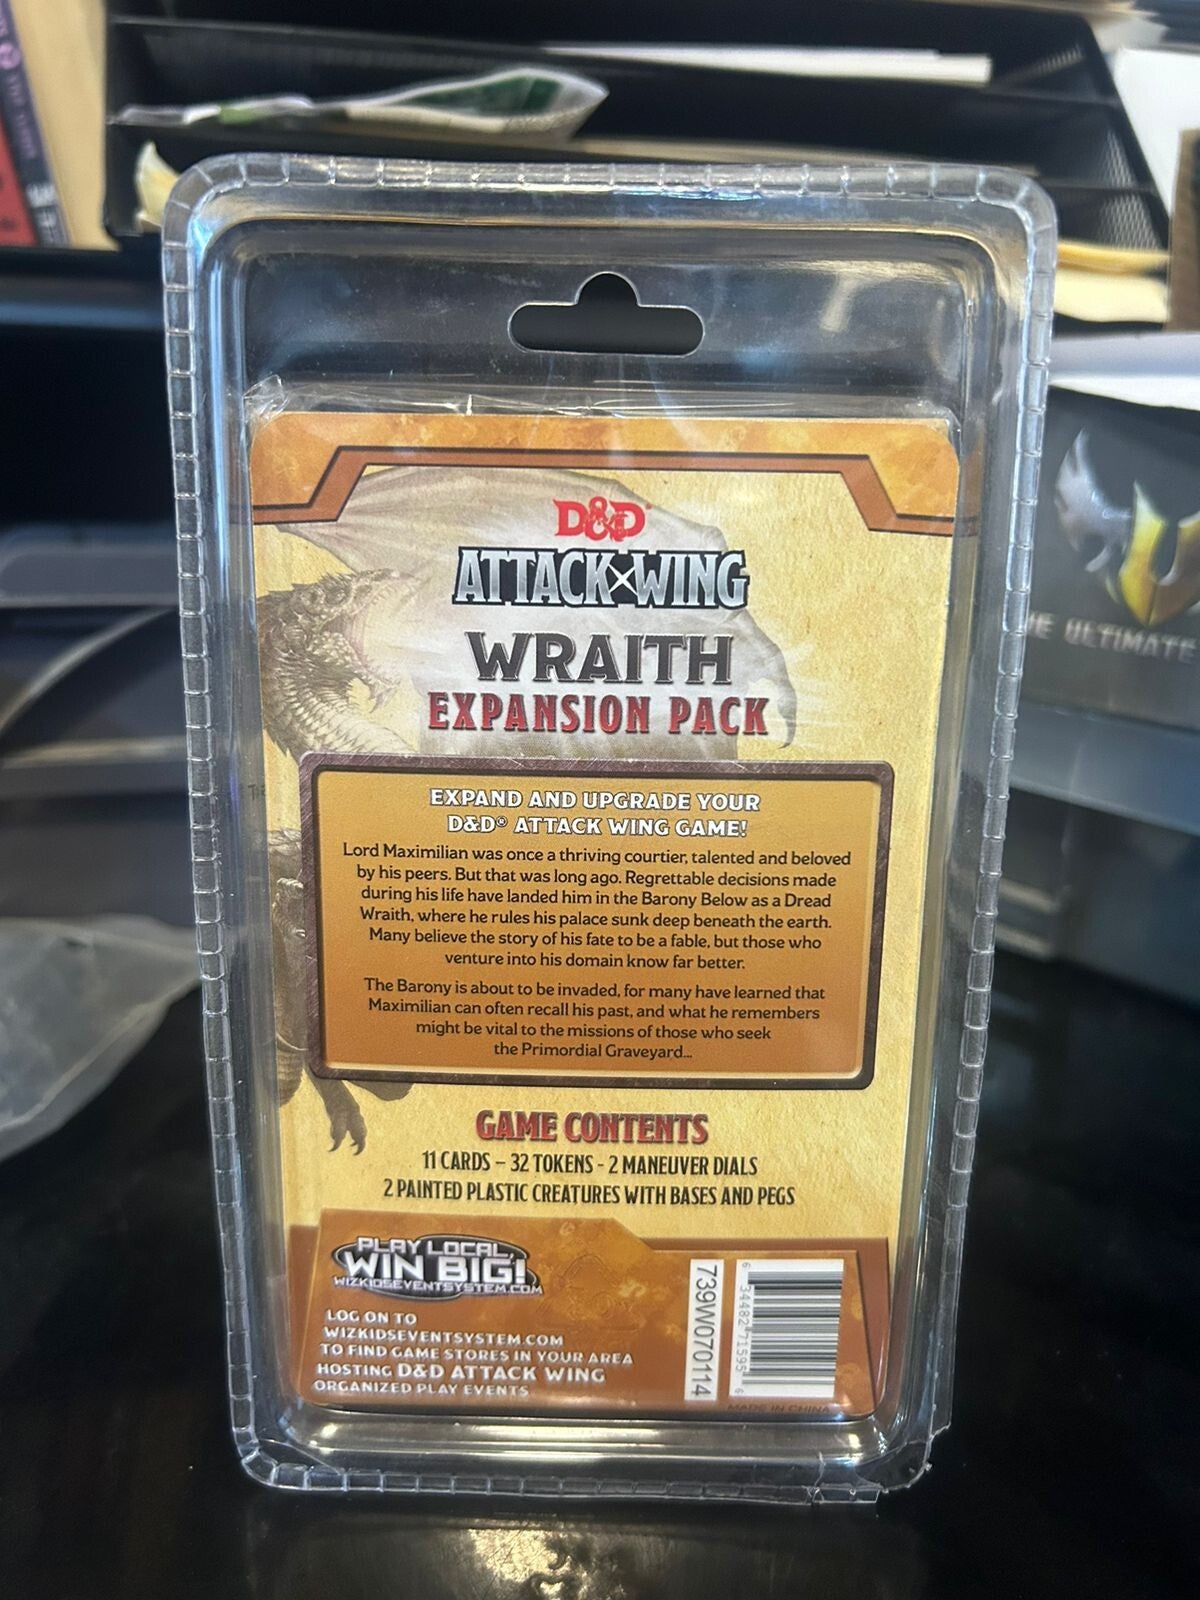 D&D
ATTACK WING
WRAITH
EXPANSION PACK
EXPAND AND UPGRADE YOUR
D&D® ATTACK WING GAME!
Lord Maximilian was once a thriving courtier, talented and beloved
by his peers. But that was long ago. Regrettable decisions made
during his life have landed him in the Barony Below as a Dread
Wraith, where he rules his palace sunk deep beneath the earth.
Many believe the story of his fate to be a fable, but those who
venture into his domain know far better.
The Barony is about to be invaded, for many have learned that
Maximilian can often recall his past, and what he remembers
might be vital to the missions of those who seek
the Primordial Graveyard...
GAME CONTENTS
11 CARDS – 32 TOKENS - 2 MANEUVER DIALS
2 PAINTED PLASTIC CREATURES WITH BASES AND PEGS
PLAY LOCAL,
WIN BIG!
WIZKIDSEVENTSYSTEM.COM
LOG ON TO
WIZKIDSEVENTSYSTEM.COM
TO FIND GAME STORES IN YOUR AREA
HOSTING D&D ATTACK WING
ORGANIZED PLAY EVENTS
739W070114
6 34482 71595 6
MADE IN CHINA
ULTIMATE